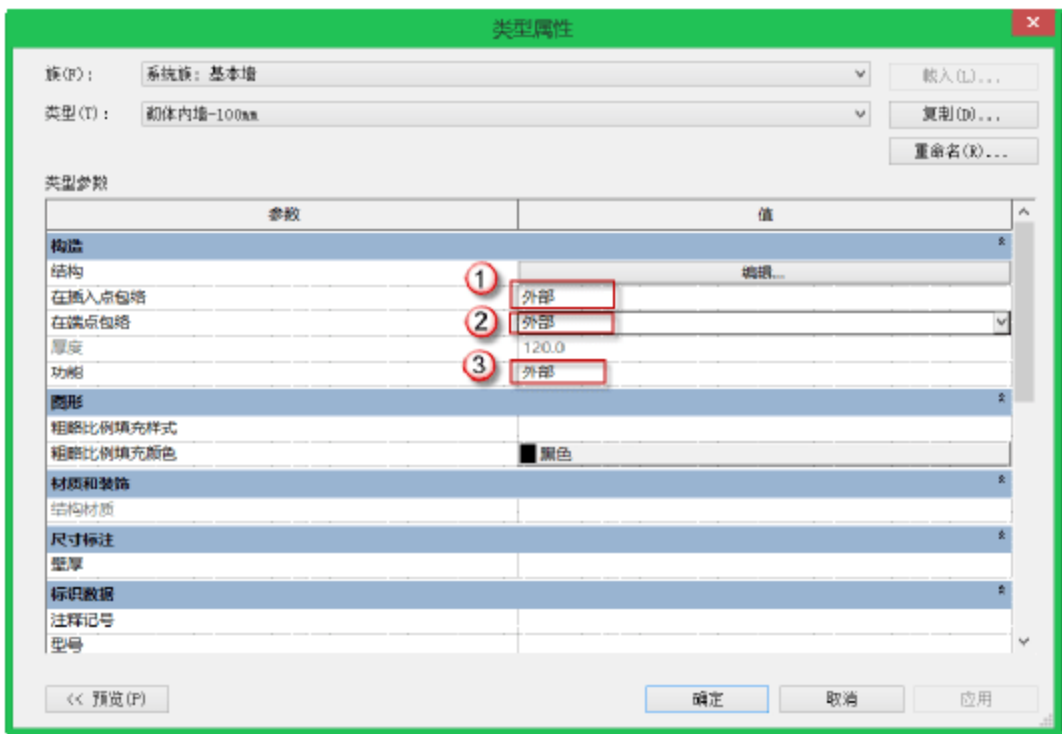 类型属性
族(F): 系统族: 基本墙 载入(L)...
类型(T): 砌体内墙-100mm 复制(D)...
重命名(R)...
类型参数
参数 值
构造
结构 编辑...
① 在插入点包络 外部
② 在端点包络 外部
厚度 120.0
③ 功能 外部
图形
粗略比例填充样式
粗略比例填充颜色 黑色
材质和装饰
结构材质
尺寸标注
壁厚
标识数据
注释记号
型号
<< 预览(P) 确定 取消 应用